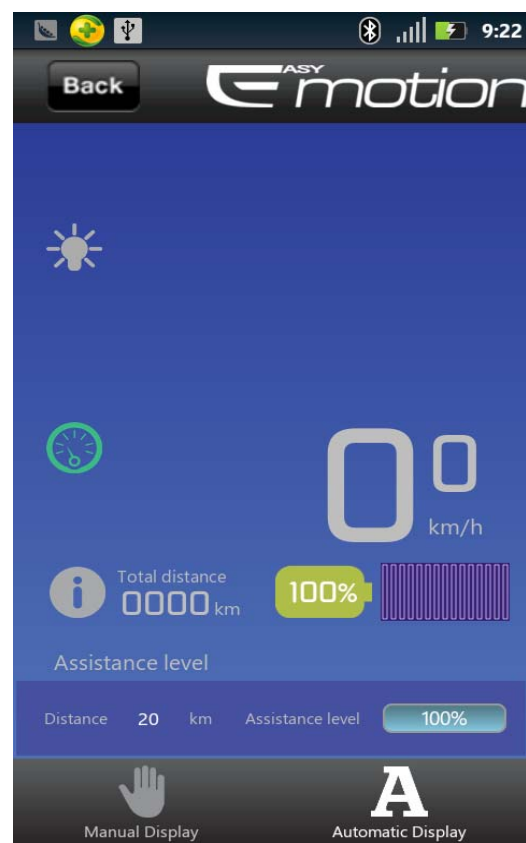 9:22
Back
EASY motion
0 0
km/h
Total distance
0000 km
100%
Assistance level
Distance 20 km Assistance level 100%
Manual Display
A
Automatic Display